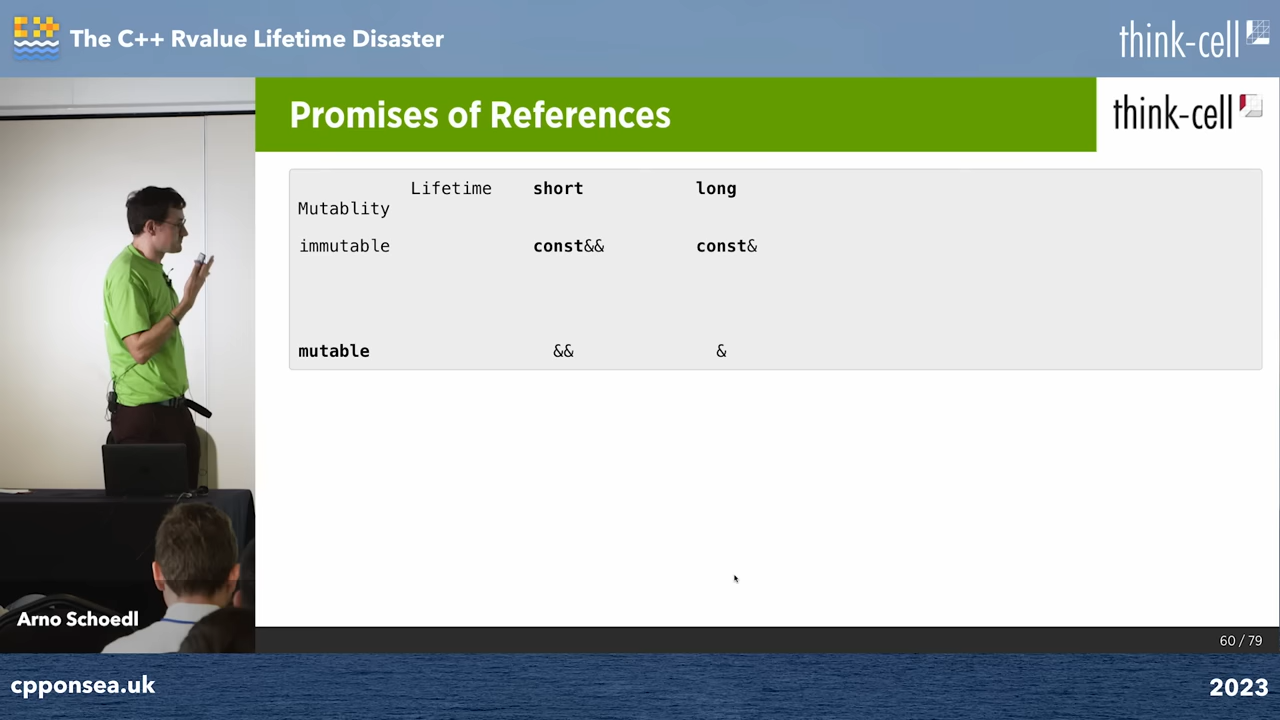 C++
The C++ Rvalue Lifetime Disaster
think-cell
Promises of References
think-cell
Lifetime short long
Mutablity
immutable const&& const&
mutable && &
Arno Schoedl
60 / 79
cpponsea.uk
2023